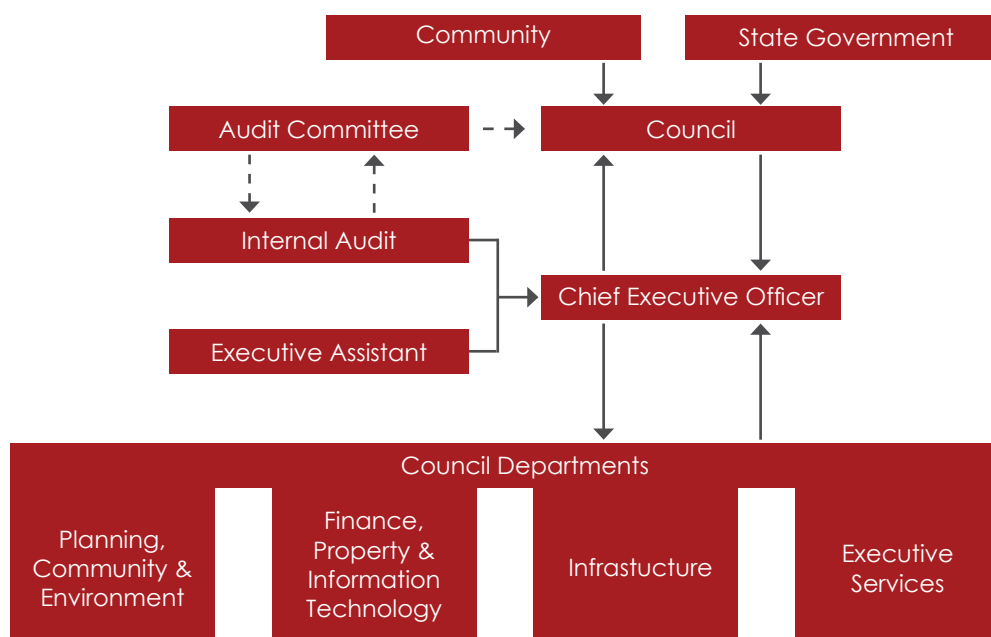 Community
State Government
Audit Committee
Council
Internal Audit
Chief Executive Officer
Executive Assistant
Council Departments
Planning,
Community &
Environment
Finance,
Property &
Information
Technology
Infrastucture
Executive
Services